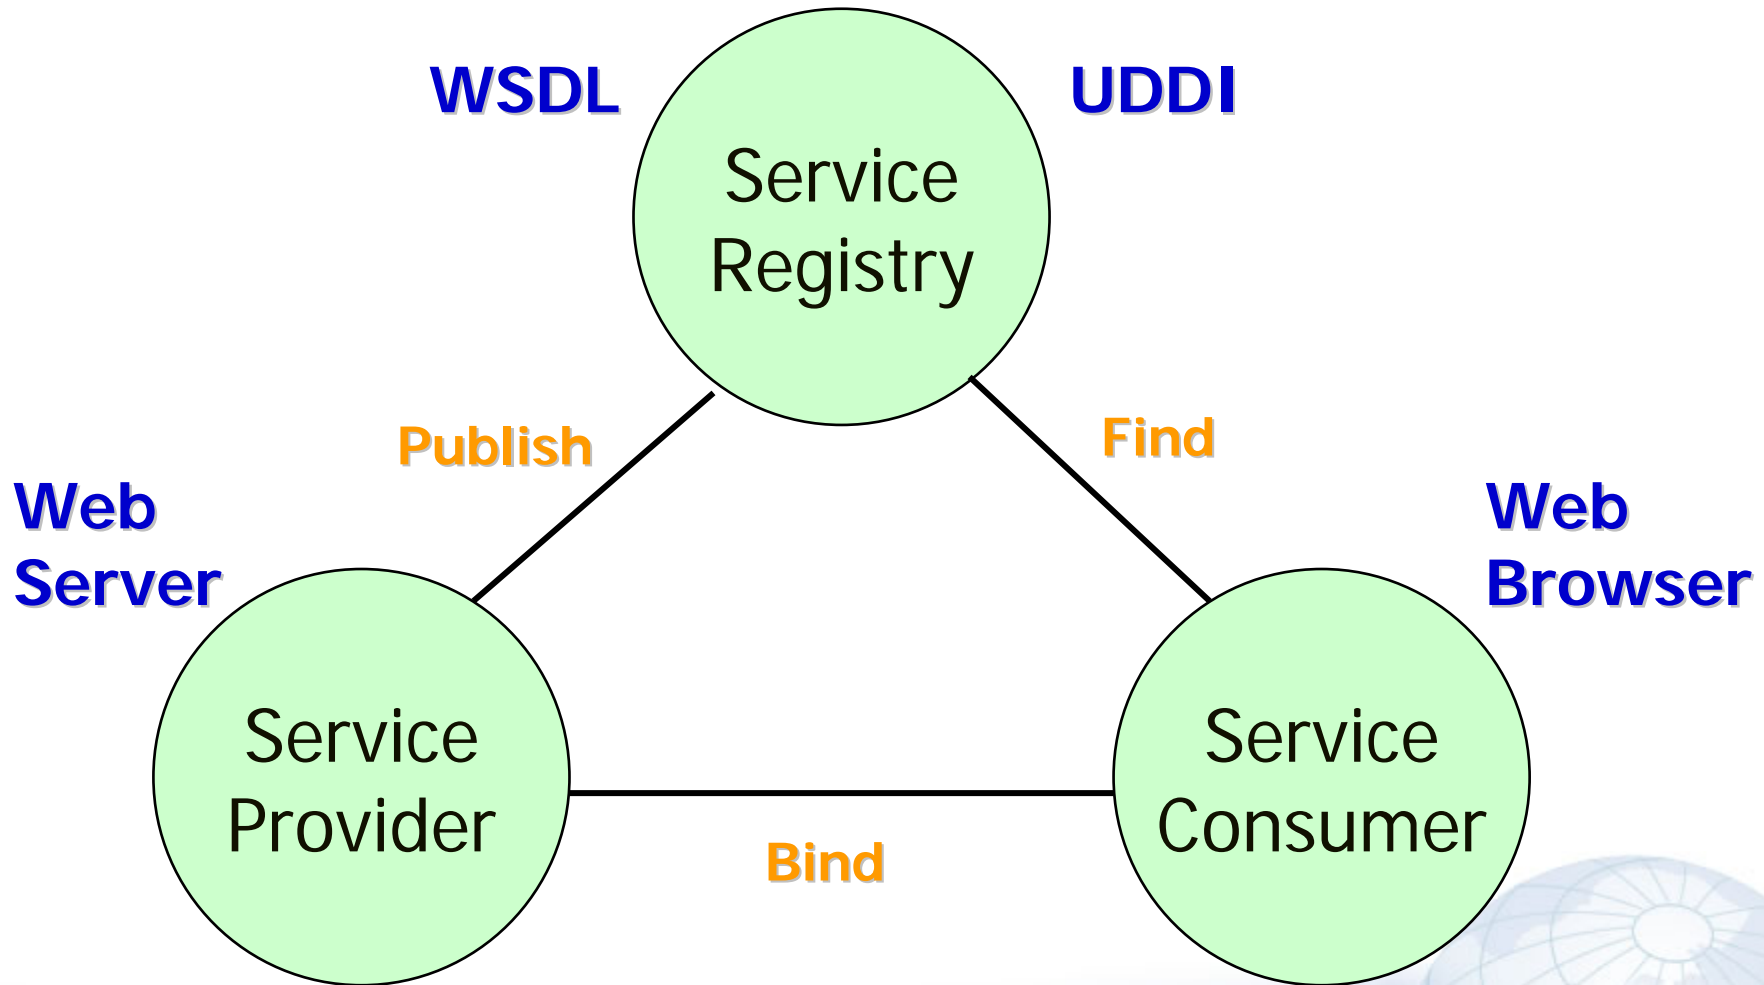 WSDL
UDDI
Service
Registry
Publish
Find
Web
Server
Web
Browser
Service
Provider
Service
Consumer
Bind